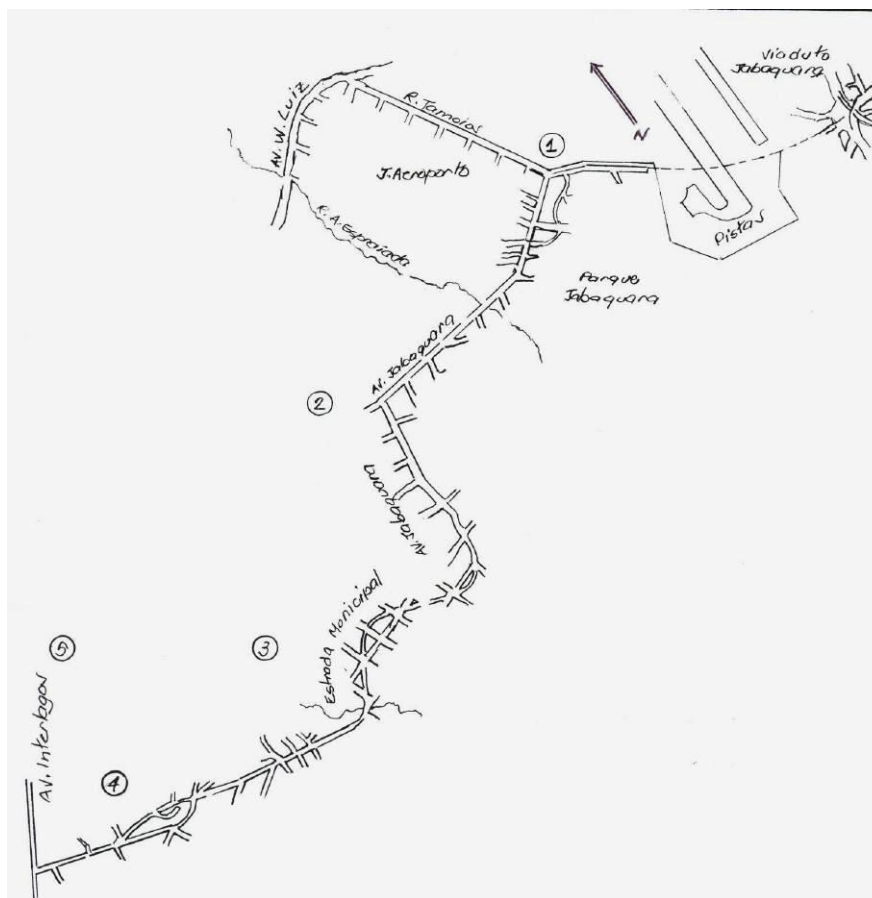 Viaduto
Jabaquara
Av. W. Luiz
R. Tamoios
N
①
J. Aeroporto
R. A. Espraiada
Pistas
Parque
Jabaquara
Av. Jabaquara
②
Av. Jabaquara
Estrada Municipal
③
⑤
Av. Interlagos
④